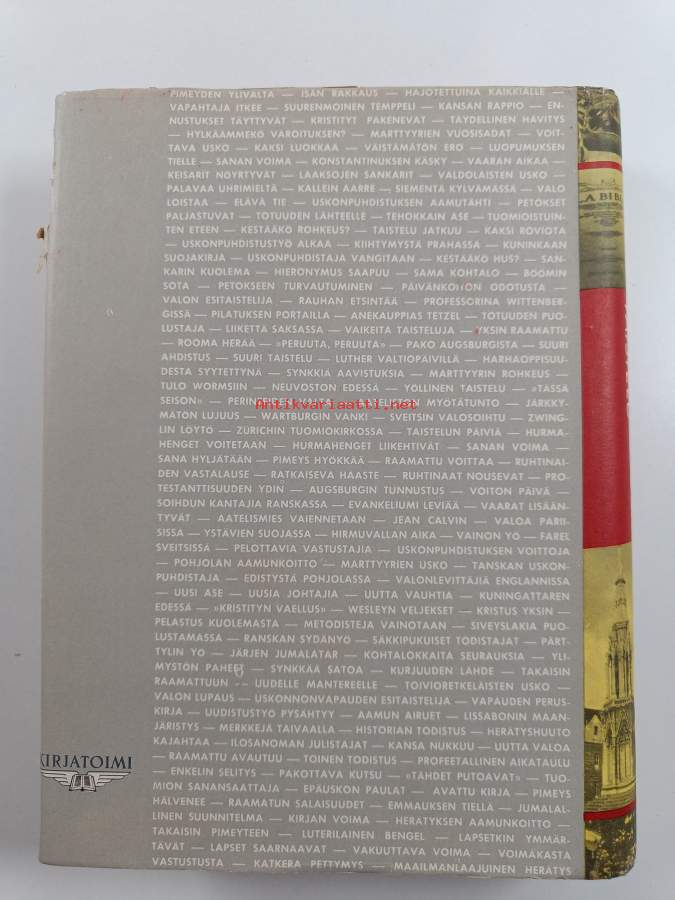 PIMEYDEN YLIVALTA — ISÄN RAKKAUS — HAJOTETTUINA KAIKKIALLE —
VAPAHTAJA ITKEE — SUURENMOINEN TEMPPELI — KANSAN RAPPIO — EN-
NUSTUKSET TÄYTTYVÄT — KRISTITYT PAKENEVAT — TÄYDELLINEN HÄVITYS
— HYLKÄÄMMEKÖ VAROITUKSEN? — MARTTYYRIEN VUOSISADAT — VOIT-
TAVA USKO — KAKSI LUOKKAA — VÄISTÄMÄTÖN ERO — LUOPUMUKSEN
TIELLE — SANAN VOIMA — KONSTANTINUKSEN KÄSKY — VAARAN AIKAA —
KEISARIT NÖYRTYVÄT — LAAKSOJEN SANKARIT — VALDOLAISTEN USKO —
PALAVAA UHRIMIELTÄ — KALLEIN AARRE — SIEMENTÄ KYLVÄMÄSSÄ — VALO
LOISTAA — ELÄVÄ TIE — USKONPUHDISTUKSEN AAMUTÄHTI — PETOKSET
PALJASTUVAT — TOTUUDEN LÄHTEELLE — TEHOKKAIN ASE — TUOMIOISTUIN-
TEN ETEEN — KESTÄÄKÖ ROHKEUS? — TAISTELU JATKUU — KAKSI ROVIOTA
— USKONPUHDISTUSTYÖ ALKAA — KIIHTYMYSTÄ PRAHASSA — KUNINKAAN
SUOJAKIRJA — USKONPUHDISTAJA VANGITAAN — KESTÄÄKÖ HUS? — SAN-
KARIN KUOLEMA — HIERONYMUS SAAPUU — SAMA KOHTALO — BÖÖMIN
SOTA — PETOKSEEN TURVAUTUMINEN — PÄIVÄNKOITON ODOTUSTA —
VALON ESITAISTELIJA — RAUHAN ETSINTÄÄ — PROFESSORINA WITTENBER-
GISSÄ — PILATUKSEN PORTAILLA — ANEKAUPPIAS TETZEL — TOTUUDEN PUO-
LUSTAJA — LIIKETTÄ SAKSASSA — VAIKEITA TAISTELUJA — YKSIN RAAMATTU
— ROOMA HERÄÄ — »PERUUTA, PERUUTA» — PAKO AUGSBURGISTA — SUURI
AHDISTUS — SUURI TAISTELU — LUTHER VALTIOPÄIVILLÄ — HARHAOPPISUU-
DESTA SYYTETTYNÄ — SYNKKIÄ AAVISTUKSIA — MARTTYYRIN ROHKEUS —
TULO WORMSIIN — NEUVOSTON EDESSÄ — YÖLLINEN TAISTELU — »TÄSSÄ
SEISON» — MYÖTÄTUNTO — JÄRKKY-
Antikvariaatti.net
MÄTÖN LUJUUS — WARTBURGIN VANKI — SVEITSIN VALOSOIHTU — ZWING-
LIN LÖYTÖ — ZÜRICHIN TUOMIOKIRKOSSA — TAISTELUN PÄIVIÄ — HURMA-
HENGET VOITETAAN — HURMAHENGET LIIKEHTIVÄT — SANAN VOIMA —
SANA HYLJÄTÄÄN — PIMEYS HYÖKKÄÄ — RAAMATTU VOITTAA — RUHTINAI-
DEN VASTALAUSE — RATKAISEVA HAASTE — RUHTINAAT NOUSEVAT — PRO-
TESTANTTISUUDEN YDIN — AUGSBURGIN TUNNUSTUS — VOITON PÄIVÄ —
SOIHDUN KANTAJIA RANSKASSA — EVANKELIUMI LEVIÄÄ — VAARAT LISÄÄN-
TYVÄT — AATELISMIES VAIENNETAAN — JEAN CALVIN — VALOA PARII-
SISSA — YSTÄVIEN SUOJASSA — HIRMUVALLAN AIKA — VAINON YÖ — FAREL
SVEITSISSÄ — PELOTTAVIA VASTUSTAJIA — USKONPUHDISTUKSEN VOITTOJA
— POHJOLAN AAMUNKOITTO — MARTTYYRIEN USKO — TANSKAN USKON-
PUHDISTAJA — EDISTYSTÄ POHJOLASSA — VALONLEVITTÄJIÄ ENGLANNISSA
— UUSI ASE — UUSIA JOHTAJIA — UUTTA VAUHTIA — KUNINGATTAREN
EDESSÄ — »KRISTITYN VAELLUS» — WESLEYN VELJEKSET — KRISTUS YKSIN —
PELASTUS KUOLEMASTA — METODISTEJA VAINOTAAN — SIVEYSLAKIA PUO-
LUSTAMASSA — RANSKAN SYDÄNYÖ — SÄKKIPUKUISET TODISTAJAT — PÄRT-
TYLIN YÖ — JÄRJEN JUMALATAR — KOHTALOKKAITA SEURAUKSIA — YLI-
MYSTÖN PAHEET — SYNKKÄÄ SATOA — KURJUUDEN LÄHDE — TAKAISIN
RAAMATTUUN — UUDELLE MANTEREELLE — TOIVIORETKELÄISTEN USKO —
VALON LUPAUS — USKONNONVAPAUDEN ESITAISTELIJA — VAPAUDEN PERUS-
KIRJA — UUDISTUSTYÖ PYSÄHTYY — AAMUN AIRUET — LISSABONIN MAAN-
JÄRISTYS — MERKKEJÄ TAIVAALLA — HISTORIAN TODISTUS — HERÄTYSHUUTO
KAJAHTAA — ILOSANOMAN JULISTAJAT — KANSA NUKKUU — UUTTA VALOA
— RAAMATTU AVAUTUU — TOINEN TODISTUS — PROFEETALLINEN AIKATAULU
— ENKELIN SELITYS — PAKOTTAVA KUTSU — »TÄHDET PUTOAVAT» — TUO-
MION SANANSAATTAJA — EPÄUSKON PAULAT — AVATTU KIRJA — PIMEYS
HÄLVENEE — RAAMATUN SALAISUUDET — EMMAUKSEN TIELLÄ — JUMALAL-
LINEN SUUNNITELMA — KIRJAN VOIMA — HERÄTYKSEN AAMUNKOITTO —
TAKAISIN PIMEYTEEN — LUTERILAINEN BENGEL — LAPSETKIN YMMÄR-
TÄVÄT — LAPSET SAARNAAVAT — VAKUUTTAVA VOIMA — VOIMAKASTA
VASTUSTUSTA — KATKERA PETTYMYS — MAAILMANLAAJUINEN HERÄTYS
KIRJATOIMI